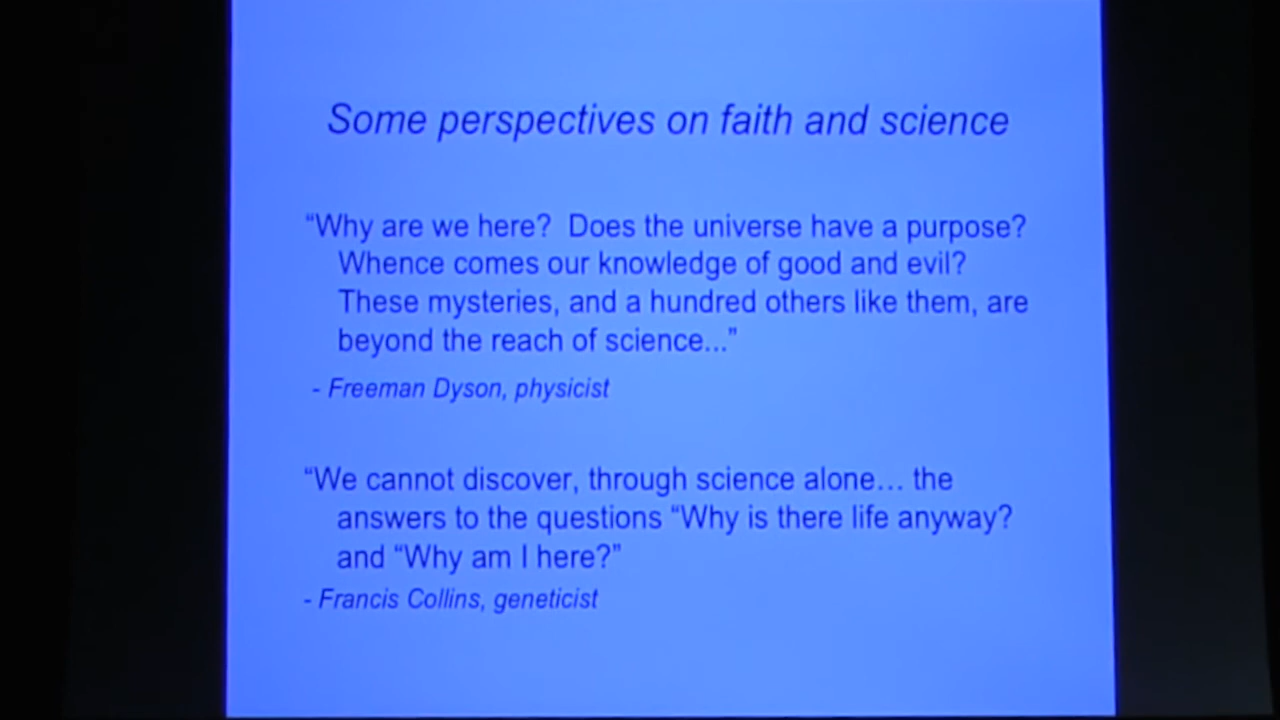 Some perspectives on faith and science
“Why are we here?  Does the universe have a purpose?
Whence comes our knowledge of good and evil?
These mysteries, and a hundred others like them, are
beyond the reach of science...”
- Freeman Dyson, physicist
“We cannot discover, through science alone… the
answers to the questions “Why is there life anyway?
and “Why am I here?”
- Francis Collins, geneticist